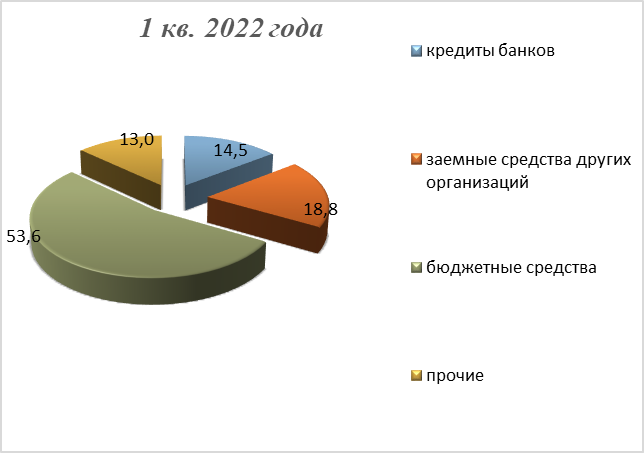 1 кв. 2022 года
кредиты банков
13,0
14,5
заемные средства других
организаций
18,8
53,6
бюджетные средства
прочие